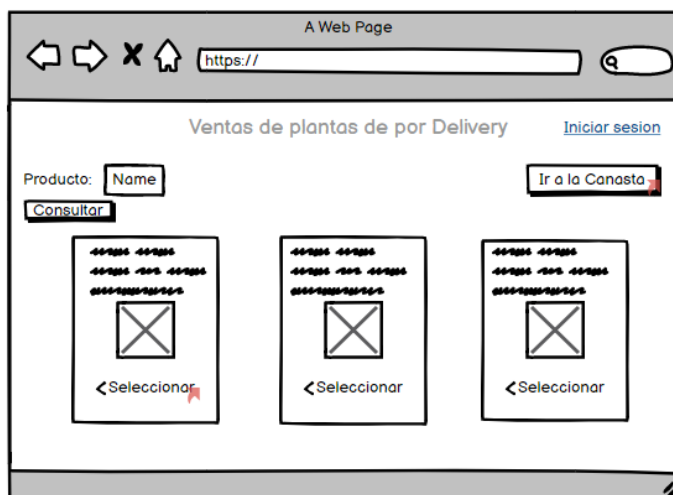 A Web Page
https://
Ventas de plantas de por Delivery
Iniciar sesion
Producto: Name
Ir a la Canasta
Consultar
Seleccionar
Seleccionar
Seleccionar